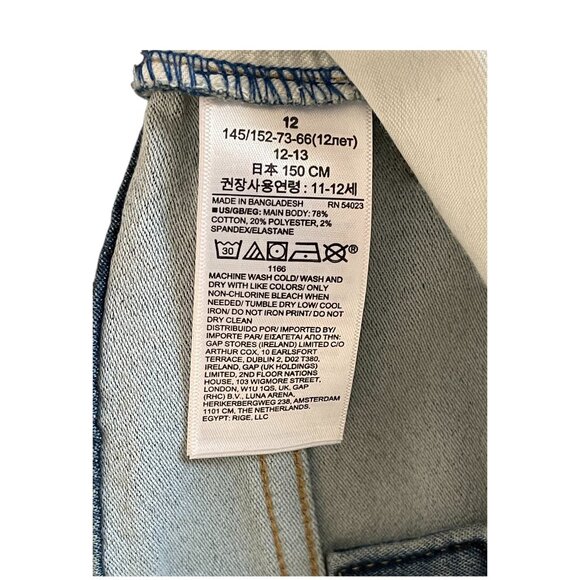 12
145/152-73-66(12лет)
12-13
日本 150 CM
권장사용연령 : 11-12세
MADE IN BANGLADESH RN 54023
■ US/GB/EG: MAIN BODY: 78%
COTTON, 20% POLYESTER, 2%
SPANDEX/ELASTANE
30
1166
MACHINE WASH COLD/ WASH AND
DRY WITH LIKE COLORS/ ONLY
NON-CHLORINE BLEACH WHEN
NEEDED/ TUMBLE DRY LOW/ COOL
IRON/ DO NOT IRON PRINT/ DO NOT
DRY CLEAN
DISTRIBUIDO POR/ IMPORTED BY/
IMPORTADO PAR/ ΕΙΣΑΓΕΤΑΙ ΑΠΟ ΤΗΝ:
GAP STORES (IRELAND) LIMITED C/O
ARTHUR COX, 10 EARLSFORT
TERRACE, DUBLIN 2, D02 T380,
IRELAND, GAP (UK HOLDINGS)
LIMITED, 2ND FLOOR NATIONS
HOUSE, 103 WIGMORE STREET,
LONDON, W1U 1QS, UK, GAP
(RHC) B.V. LUNA ARENA,
HERIKERBERGWEG 238, AMSTERDAM
1101 CM, THE NETHERLANDS.
EGYPT: RIGE, LLC